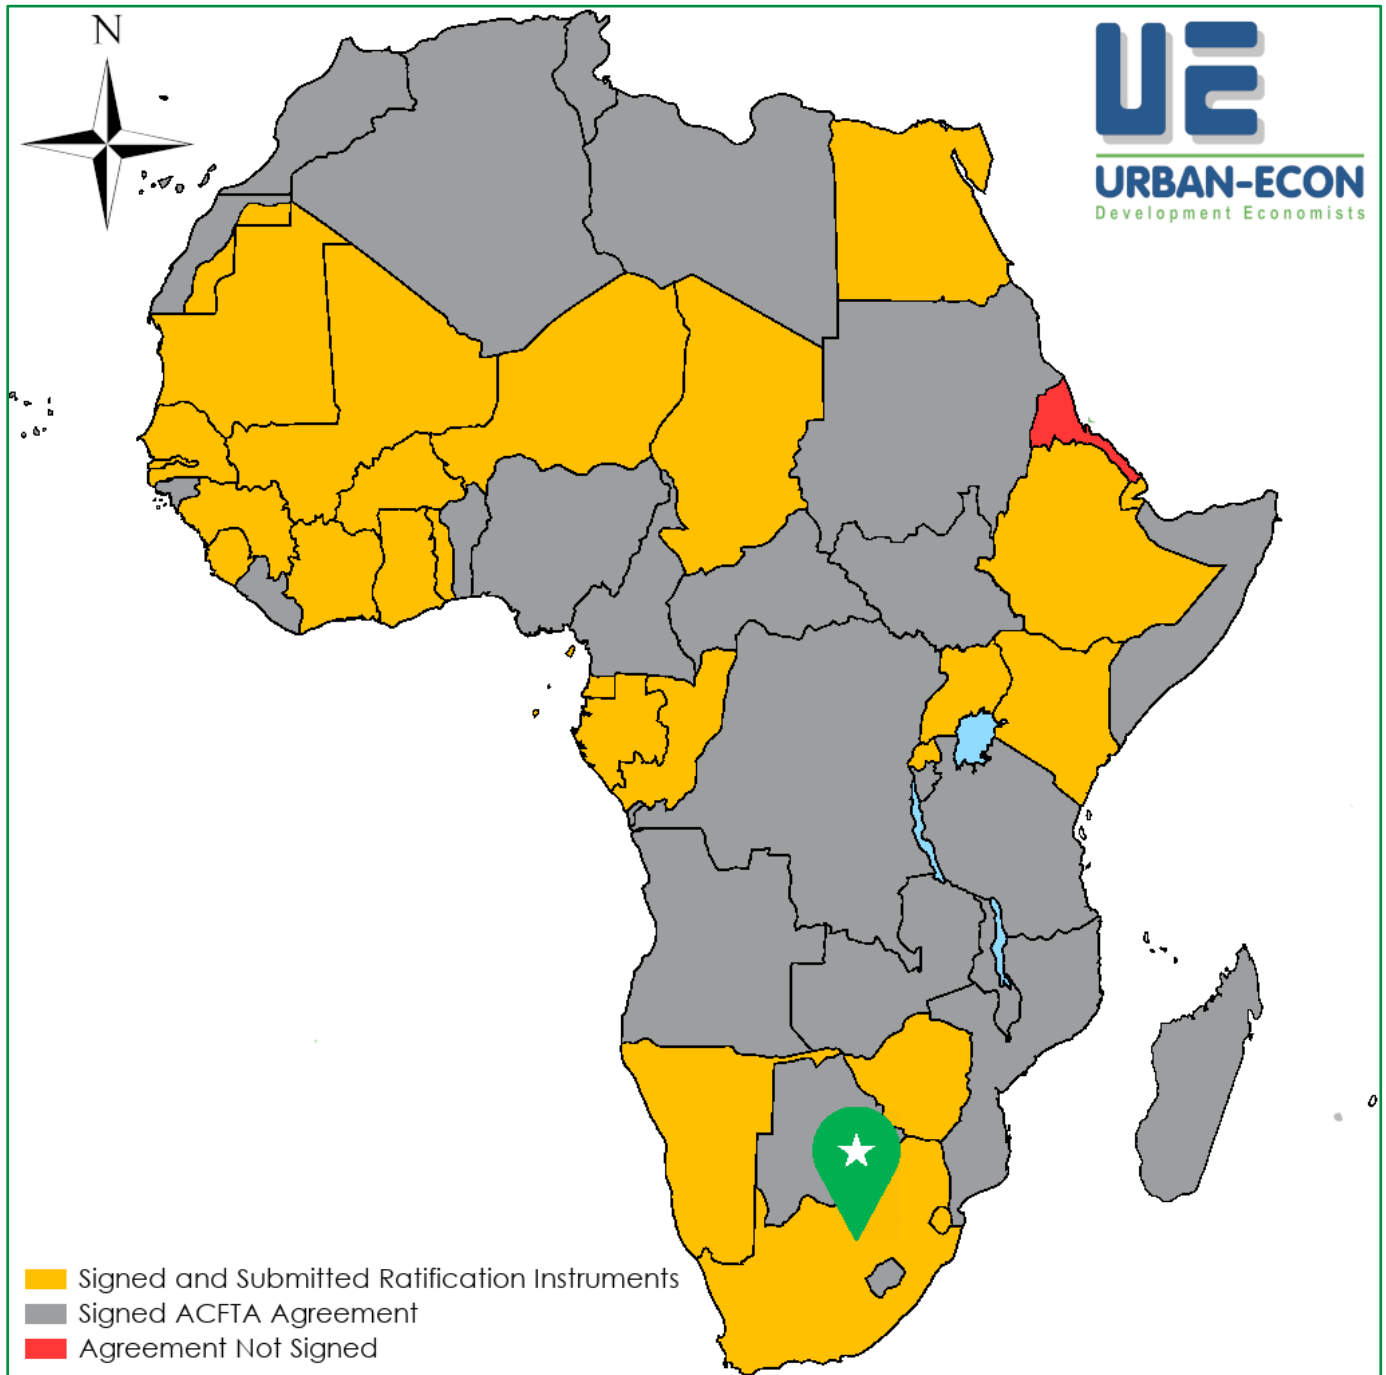 N
UE
URBAN-ECON
Development Economists
Signed and Submitted Ratification Instruments
Signed ACFTA Agreement
Agreement Not Signed